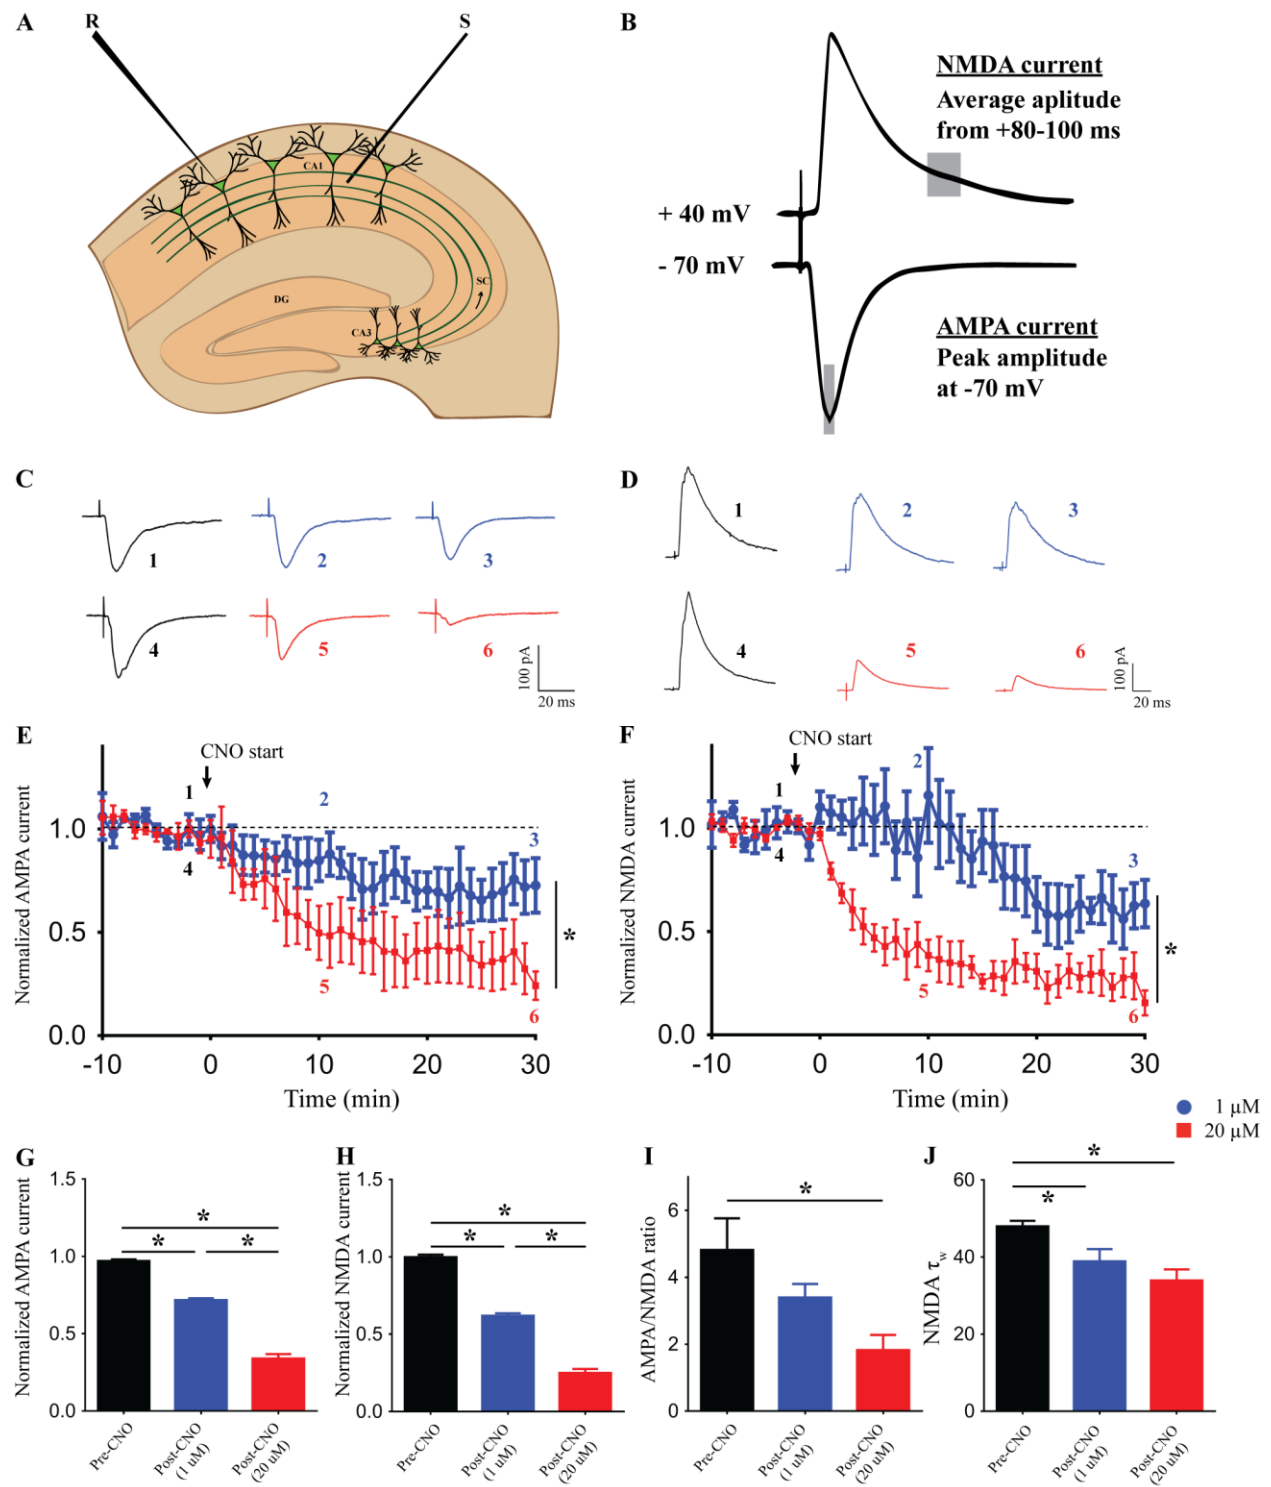 A
R
S
CA1
SC
DG
CA3
B
NMDA current
Average aplitude
from +80-100 ms
+ 40 mV
- 70 mV
AMPA current
Peak amplitude
at -70 mV
C
1
2
3
4
5
6
100 pA
20 ms
D
1
2
3
4
5
6
100 pA
20 ms
E
CNO start
Normalized AMPA current
1.0
0.5
0.0
1
2
3
4
5
6
*
-10
0
10
20
30
Time (min)
F
CNO start
Normalized NMDA current
1.0
0.5
0.0
1
2
3
4
5
6
*
-10
0
10
20
30
Time (min)
1 µM
20 µM
G
Normalized AMPA current
1.5
1.0
0.5
0.0
*
* *
Pre-CNO
Post-CNO
(1 uM)
Post-CNO
(20 uM)
H
Normalized NMDA current
1.5
1.0
0.5
0.0
*
* *
Pre-CNO
Post-CNO
(1 uM)
Post-CNO
(20 uM)
I
AMPA/NMDA ratio
6
4
2
0
*
Pre-CNO
Post-CNO
(1 uM)
Post-CNO
(20 uM)
J
NMDA τw
60
40
20
0
*
*
Pre-CNO
Post-CNO
(1 uM)
Post-CNO
(20 uM)